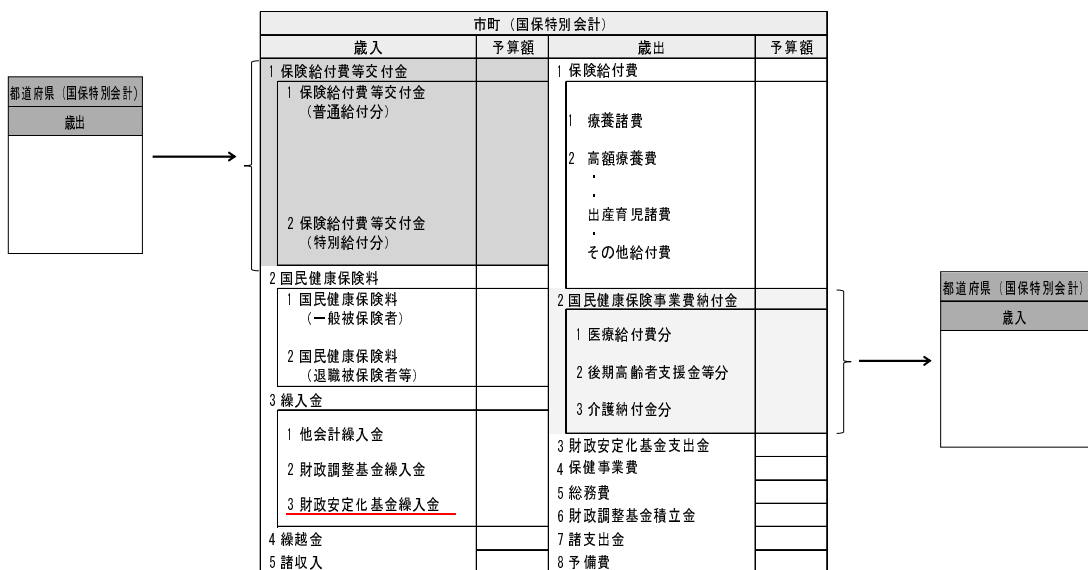 市町（国保特別会計）
歳入 予算額 歳出 予算額
都道府県（国保特別会計）
歳出
1 保険給付費等交付金
1 保険給付費等交付金
（普通給付分）
2 保険給付費等交付金
（特別給付分）
2 国民健康保険料
1 国民健康保険料
（一般被保険者）
2 国民健康保険料
（退職被保険者等）
3 繰入金
1 他会計繰入金
2 財政調整基金繰入金
3 財政安定化基金繰入金
4 繰越金
5 諸収入
1 保険給付費
1 療養諸費
2 高額療養費
・
・
出産育児諸費
・
その他給付費
2 国民健康保険事業費納付金
1 医療給付費分
2 後期高齢者支援金等分
3 介護納付金分
3 財政安定化基金支出金
4 保健事業費
5 総務費
6 財政調整基金積立金
7 諸支出金
8 予備費
都道府県（国保特別会計）
歳入